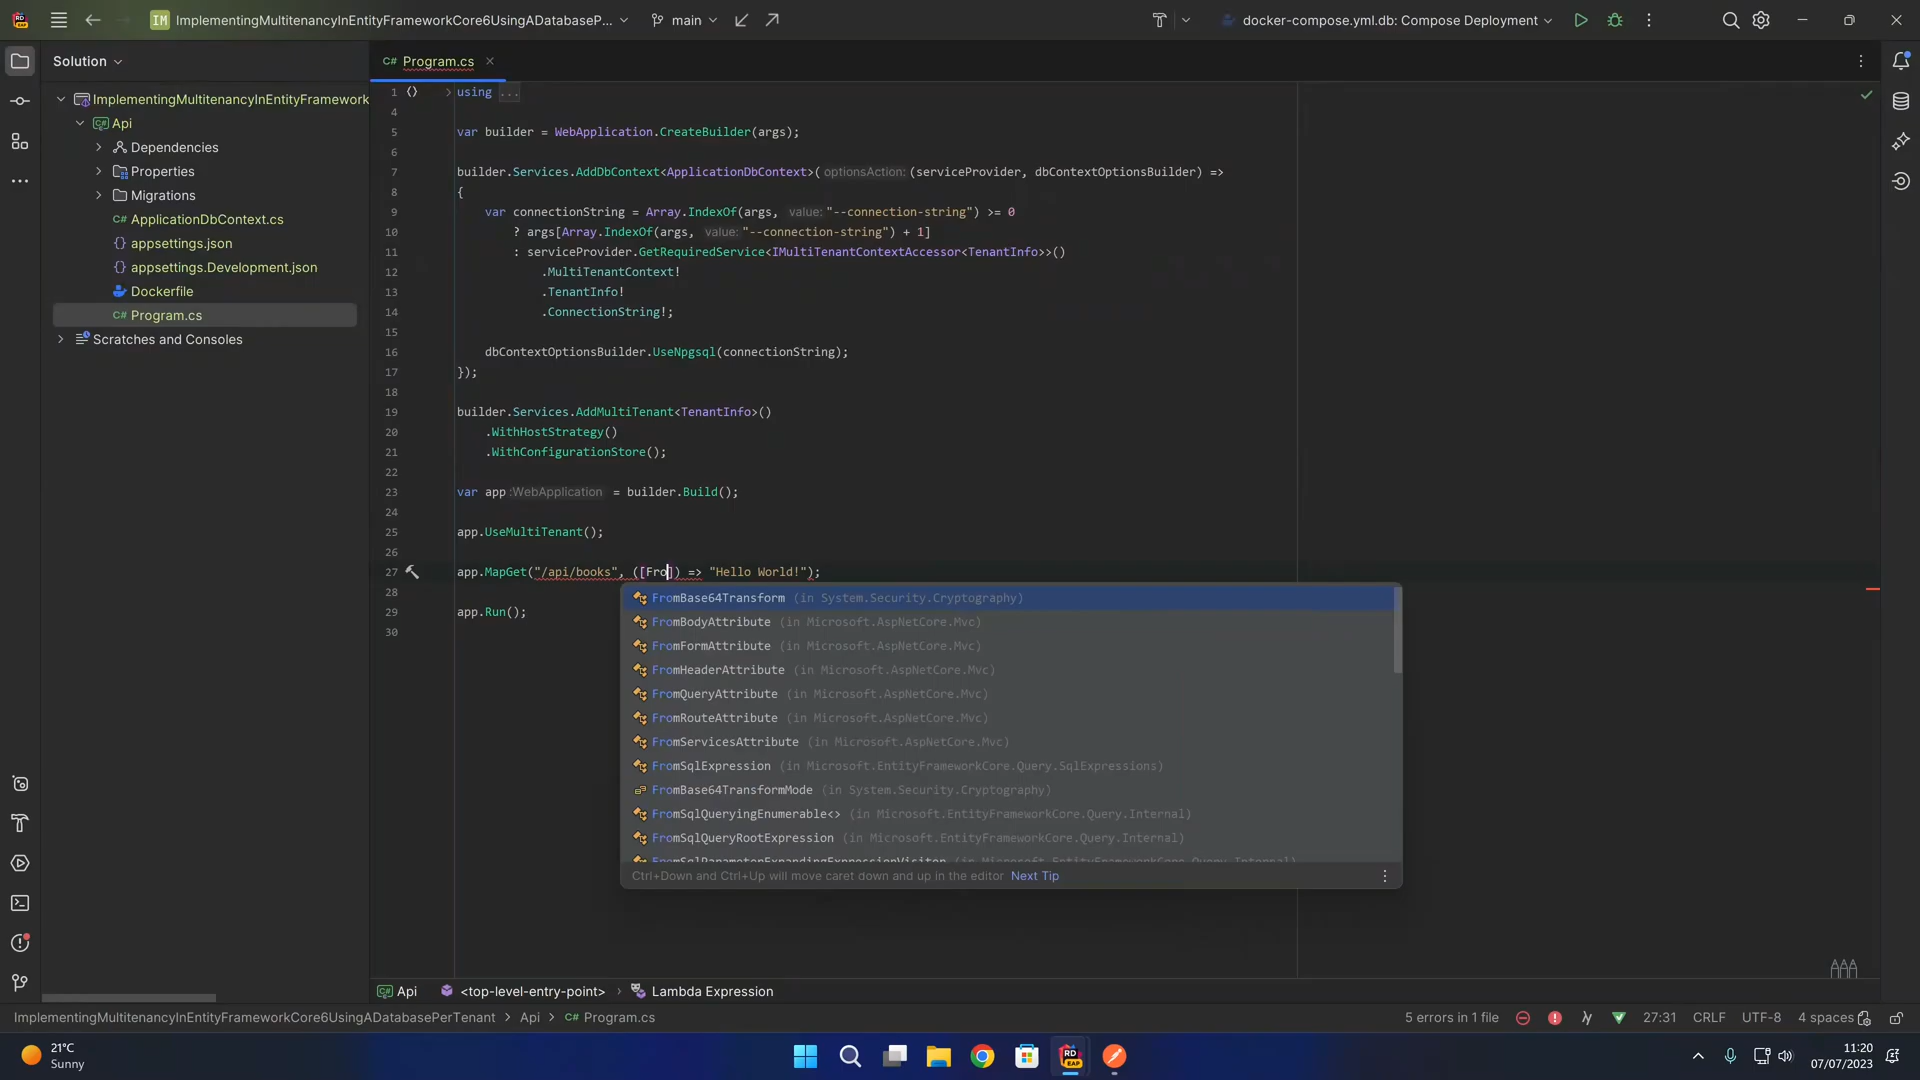 IM ImplementingMultitenancyInEntityFrameworkCore6UsingADatabaseP... main docker-compose.yml.db: Compose Deployment
Solution
C# Program.cs
ImplementingMultitenancyInEntityFramework
Api
Dependencies
Properties
Migrations
C# ApplicationDbContext.cs
{} appsettings.json
{} appsettings.Development.json
Dockerfile
C# Program.cs
Scratches and Consoles
1 using ...
4
5 var builder = WebApplication.CreateBuilder(args);
6
7 builder.Services.AddDbContext<ApplicationDbContext>( optionsAction: (serviceProvider, dbContextOptionsBuilder) =>
8 {
9 var connectionString = Array.IndexOf(args, value: "--connection-string") >= 0
10 ? args[Array.IndexOf(args, value: "--connection-string") + 1]
11 : serviceProvider.GetRequiredService<IMultiTenantContextAccessor<TenantInfo>>()
12 .MultiTenantContext!
13 .TenantInfo!
14 .ConnectionString!;
15
16 dbContextOptionsBuilder.UseNpgsql(connectionString);
17 });
18
19 builder.Services.AddMultiTenant<TenantInfo>()
20 .WithHostStrategy()
21 .WithConfigurationStore();
22
23 var app :WebApplication = builder.Build();
24
25 app.UseMultiTenant();
26
27 app.MapGet("/api/books", ([Fro]) => "Hello World!");
28
29 app.Run();
30
FromBase64Transform (in System.Security.Cryptography)
FromBodyAttribute (in Microsoft.AspNetCore.Mvc)
FromFormAttribute (in Microsoft.AspNetCore.Mvc)
FromHeaderAttribute (in Microsoft.AspNetCore.Mvc)
FromQueryAttribute (in Microsoft.AspNetCore.Mvc)
FromRouteAttribute (in Microsoft.AspNetCore.Mvc)
FromServicesAttribute (in Microsoft.AspNetCore.Mvc)
FromSqlExpression (in Microsoft.EntityFrameworkCore.Query.SqlExpressions)
FromBase64TransformMode (in System.Security.Cryptography)
FromSqlQueryingEnumerable<> (in Microsoft.EntityFrameworkCore.Query.Internal)
FromSqlQueryRootExpression (in Microsoft.EntityFrameworkCore.Query.Internal)
FromSqlParameterExpandingExpressionVisitor (in Microsoft.EntityFrameworkCore.Query.Internal)
Ctrl+Down and Ctrl+Up will move caret down and up in the editor Next Tip
Api <top-level-entry-point> › Lambda Expression
ImplementingMultitenancyInEntityFrameworkCore6UsingADatabasePerTenant > Api > C# Program.cs 5 errors in 1 file 27:31 CRLF UTF-8 4 spaces
21°C
Sunny
11:20
07/07/2023